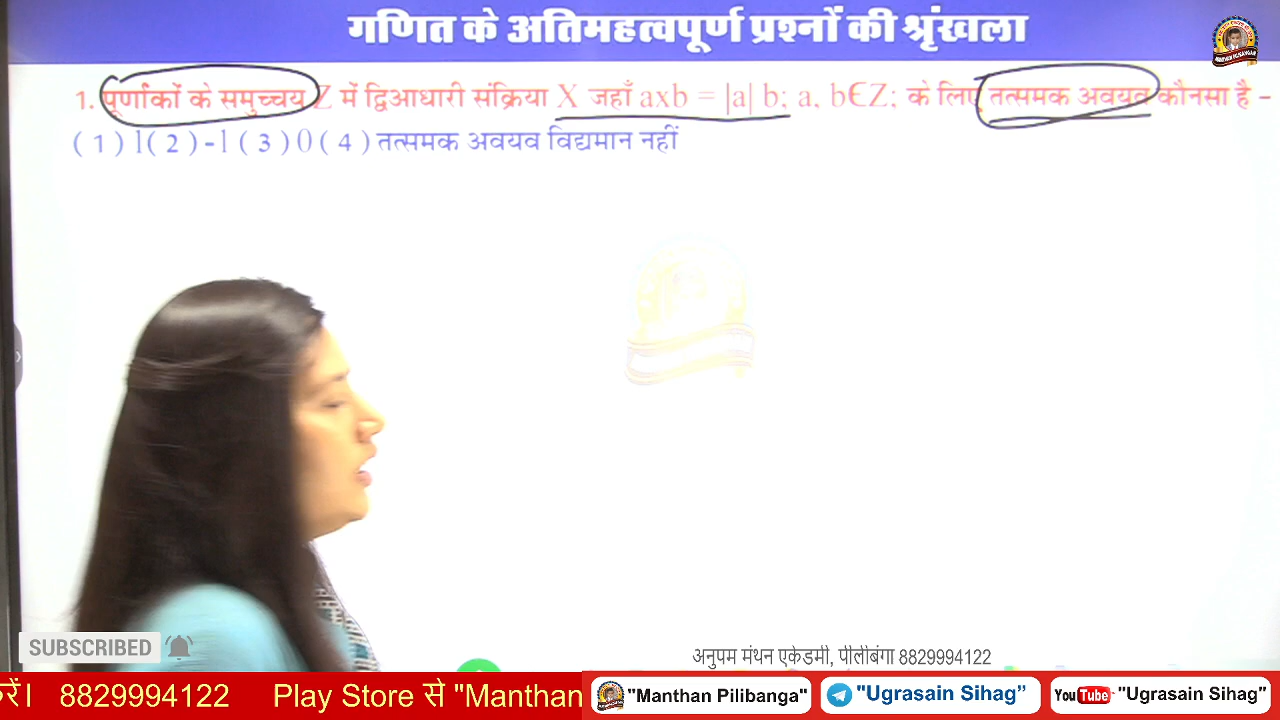 गणित के अतिमहत्वपूर्ण प्रश्नों की श्रृंखला
1. पूर्णांकों के समुच्चय Z में द्विआधारी संक्रिया X जहाँ axb = |a| b; a, bЄZ; के लिए तत्समक अवयव कौनसा है -
( 1 ) 1( 2 ) -1 ( 3 ) 0 ( 4 ) तत्समक अवयव विद्यमान नहीं
SUBSCRIBED
अनुपम मंथन एकेडमी, पीलीबंगा 8829994122
रें। 8829994122 Play Store से "Manthan
"Manthan Pilibanga" "Ugrasain Sihag” YouTube -"Ugrasain Sihag"